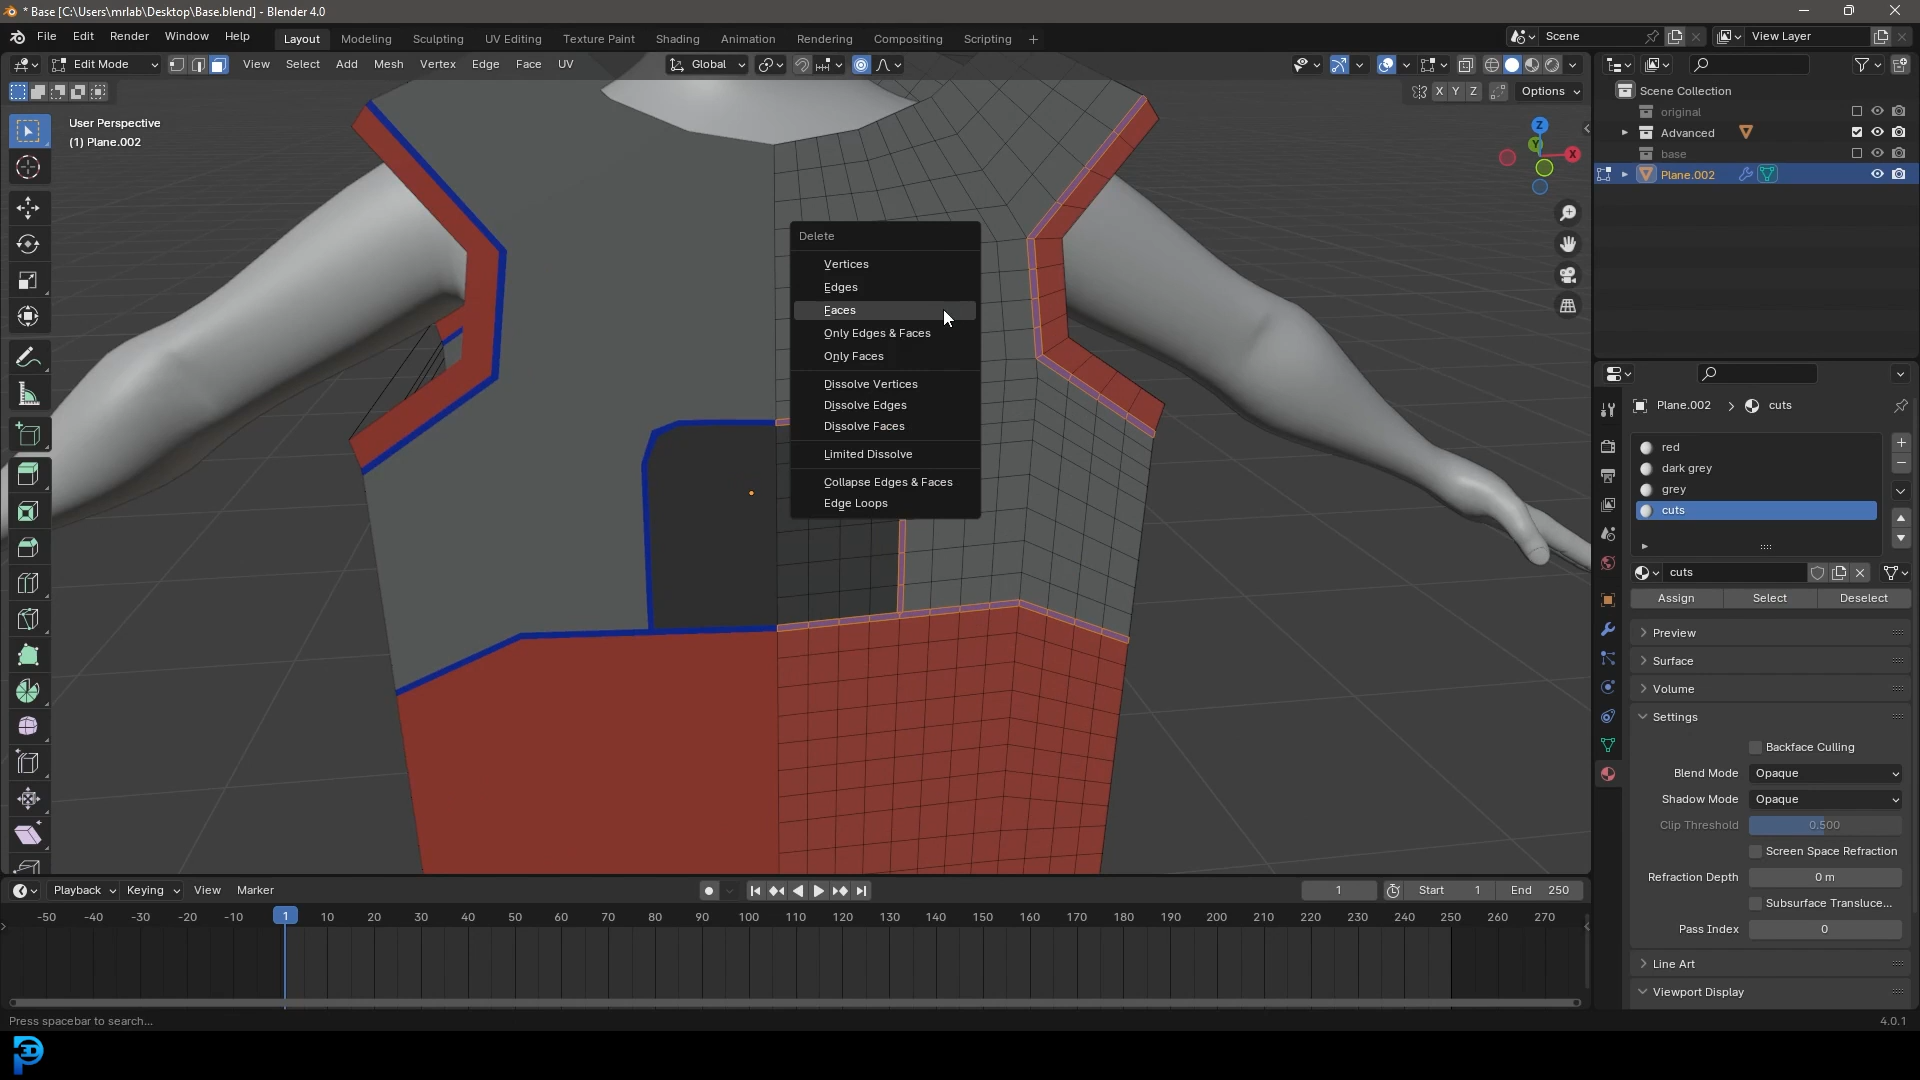 * Base [C:\Users\mrlab\Desktop\Base.blend] - Blender 4.0
File Edit Render Window Help Layout Modeling Sculpting UV Editing Texture Paint Shading Animation Rendering Compositing Scripting + Scene View Layer
Edit Mode View Select Add Mesh Vertex Edge Face UV Global
X Y Z Options
User Perspective
(1) Plane.002
Z
Y
X
Delete
Vertices
Edges
Faces
Only Edges & Faces
Only Faces
Dissolve Vertices
Dissolve Edges
Dissolve Faces
Limited Dissolve
Collapse Edges & Faces
Edge Loops
Scene Collection
original
Advanced
base
Plane.002
Plane.002 > cuts
red
dark grey
grey
cuts
cuts
Assign Select Deselect
Preview
Surface
Volume
Settings
Backface Culling
Blend Mode Opaque
Shadow Mode Opaque
Clip Threshold 0.500
Screen Space Refraction
Refraction Depth 0 m
Subsurface Transluce...
Pass Index 0
Line Art
Viewport Display
Playback Keying View Marker 1 Start 1 End 250
-50 -40 -30 -20 -10 1 10 20 30 40 50 60 70 80 90 100 110 120 130 140 150 160 170 180 190 200 210 220 230 240 250 260 270
Press spacebar to search... 4.0.1